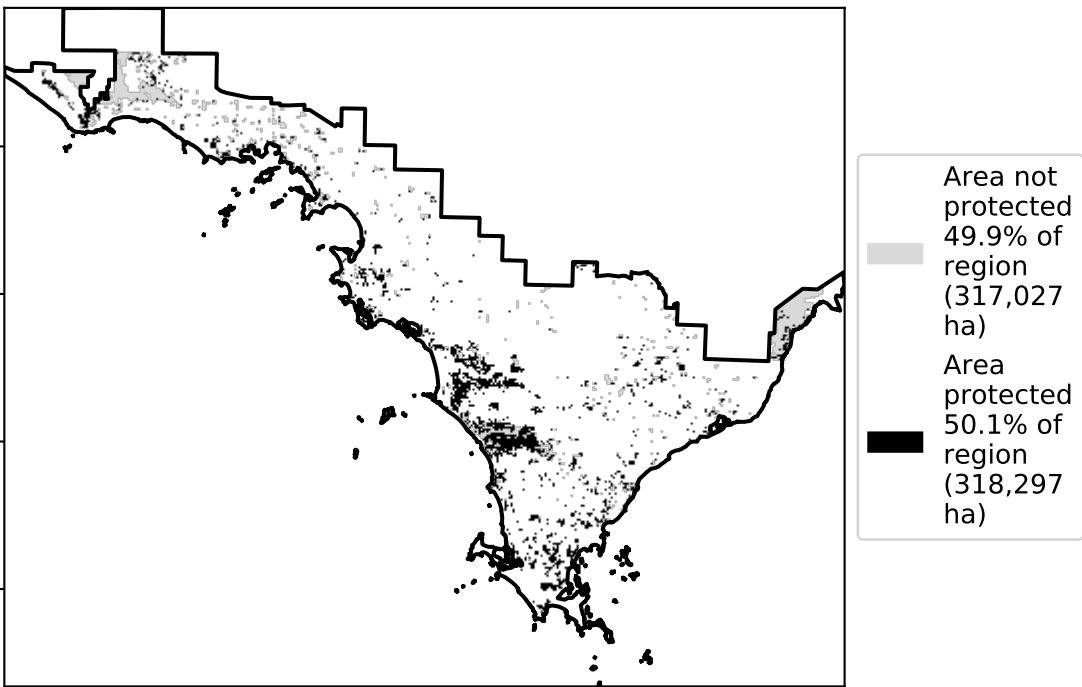 Area not
protected
49.9% of
region
(317,027
ha)
Area
protected
50.1% of
region
(318,297
ha)